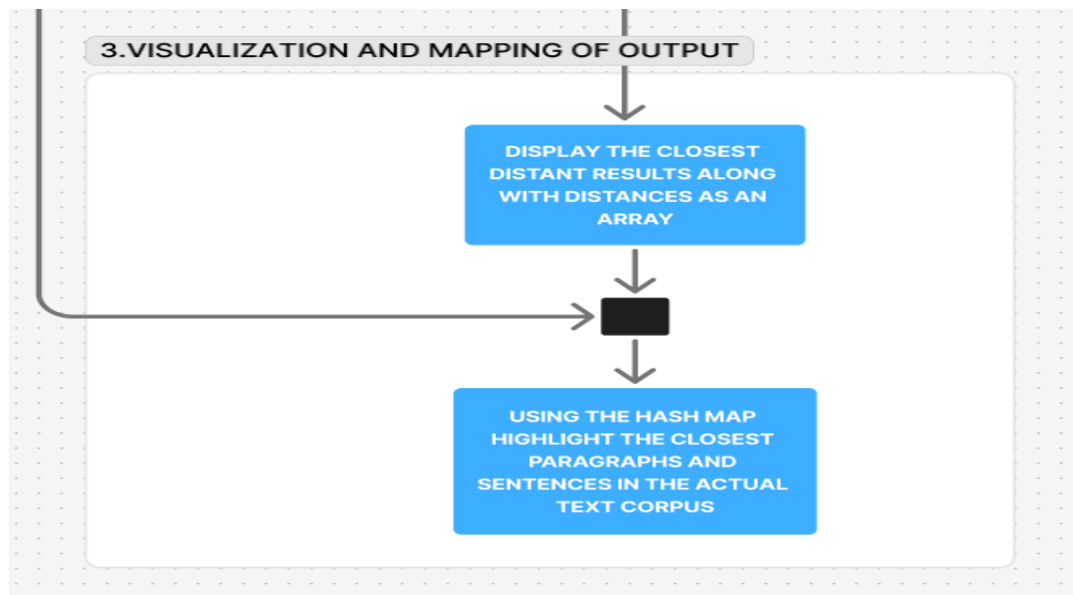 3.VISUALIZATION AND MAPPING OF OUTPUT
DISPLAY THE CLOSEST
DISTANT RESULTS ALONG
WITH DISTANCES AS AN
ARRAY
USING THE HASH MAP
HIGHLIGHT THE CLOSEST
PARAGRAPHS AND
SENTENCES IN THE ACTUAL
TEXT CORPUS